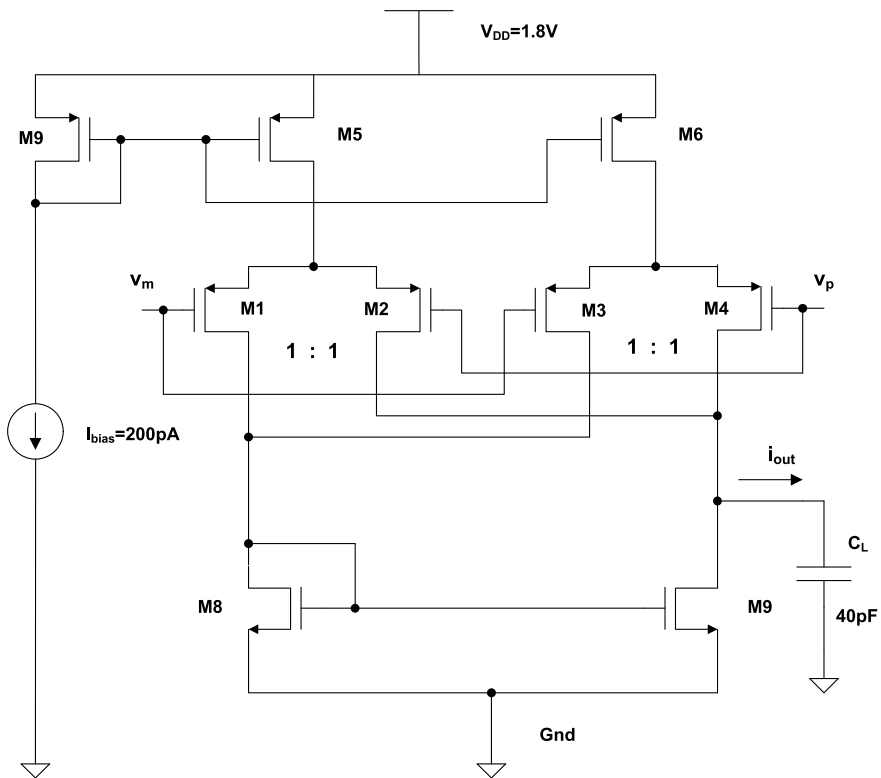 V_DD=1.8V
M9
M5
M6
v_m
v_p
M1
M2
M3
M4
1 : 1
1 : 1
I_bias=200pA
i_out
C_L
M8
M9
40pF
Gnd